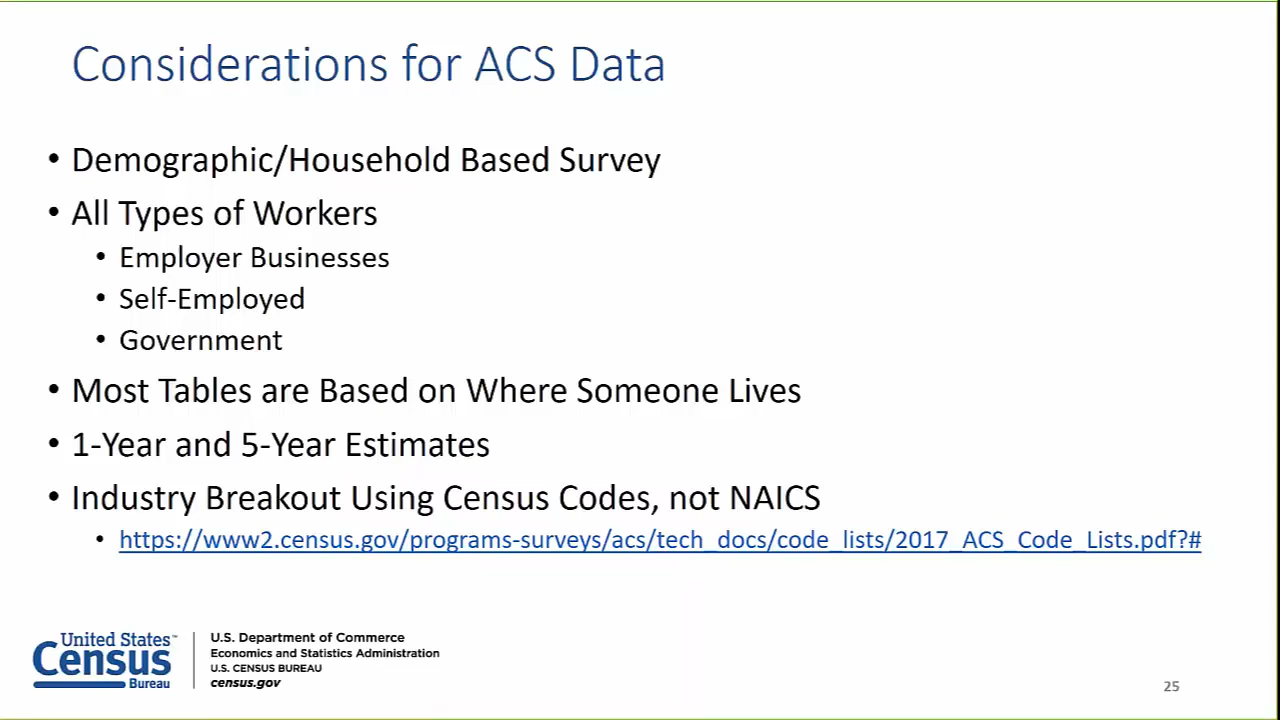 Considerations for ACS Data
• Demographic/Household Based Survey
• All Types of Workers
• Employer Businesses
• Self-Employed
• Government
• Most Tables are Based on Where Someone Lives
• 1-Year and 5-Year Estimates
• Industry Breakout Using Census Codes, not NAICS
• https://www2.census.gov/programs-surveys/acs/tech_docs/code_lists/2017_ACS_Code_Lists.pdf?#
United States™
Census
Bureau
U.S. Department of Commerce
Economics and Statistics Administration
U.S. CENSUS BUREAU
census.gov
25